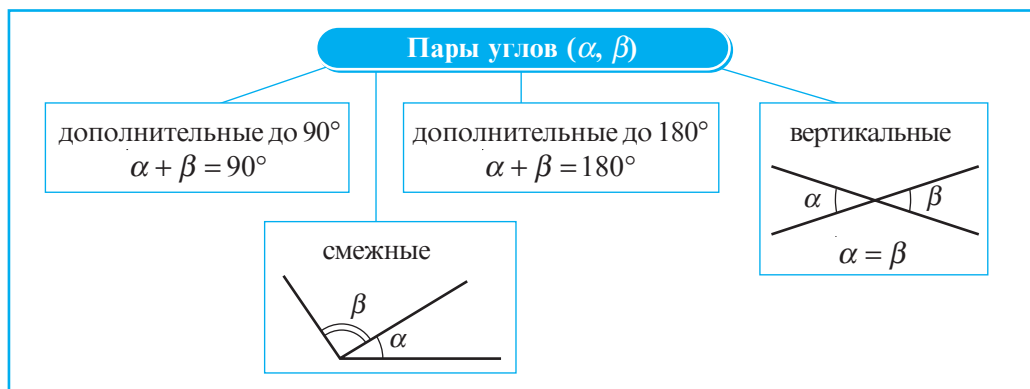 Пары углов (α, β)
дополнительные до 90°
α + β = 90°
дополнительные до 180°
α + β = 180°
вертикальные
α β
α = β
смежные
β
α